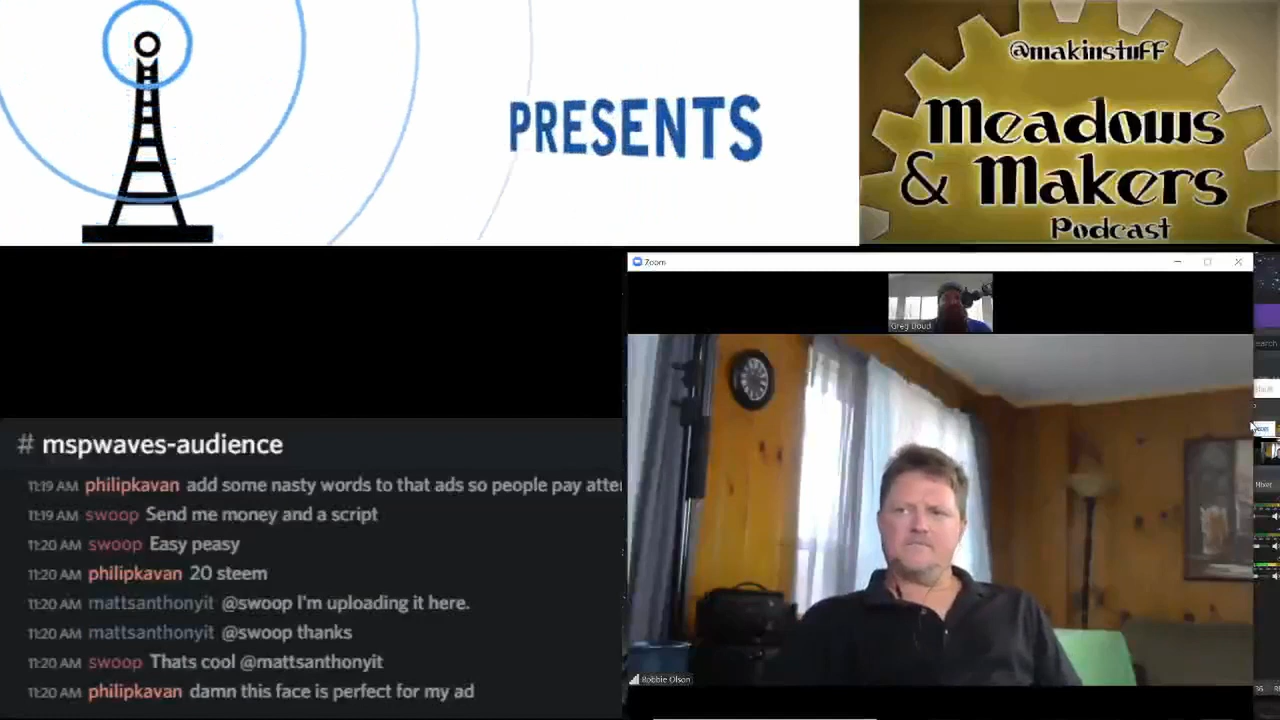 PRESENTS
@makinstuff
Meadows
& Makers
Podcast
Zoom
Greg Doud
# mspwaves-audience
11:19 AM philipkavan add some nasty words to that ads so people pay atte
11:19 AM swoop Send me money and a script
11:20 AM swoop Easy peasy
11:20 AM philipkavan 20 steem
11:20 AM mattsanthonyit @swoop I'm uploading it here.
11:20 AM mattsanthonyit @swoop thanks
11:20 AM swoop Thats cool @mattsanthonyit
11:20 AM philipkavan damn this face is perfect for my ad
Robbie Olson
earch
Mixer